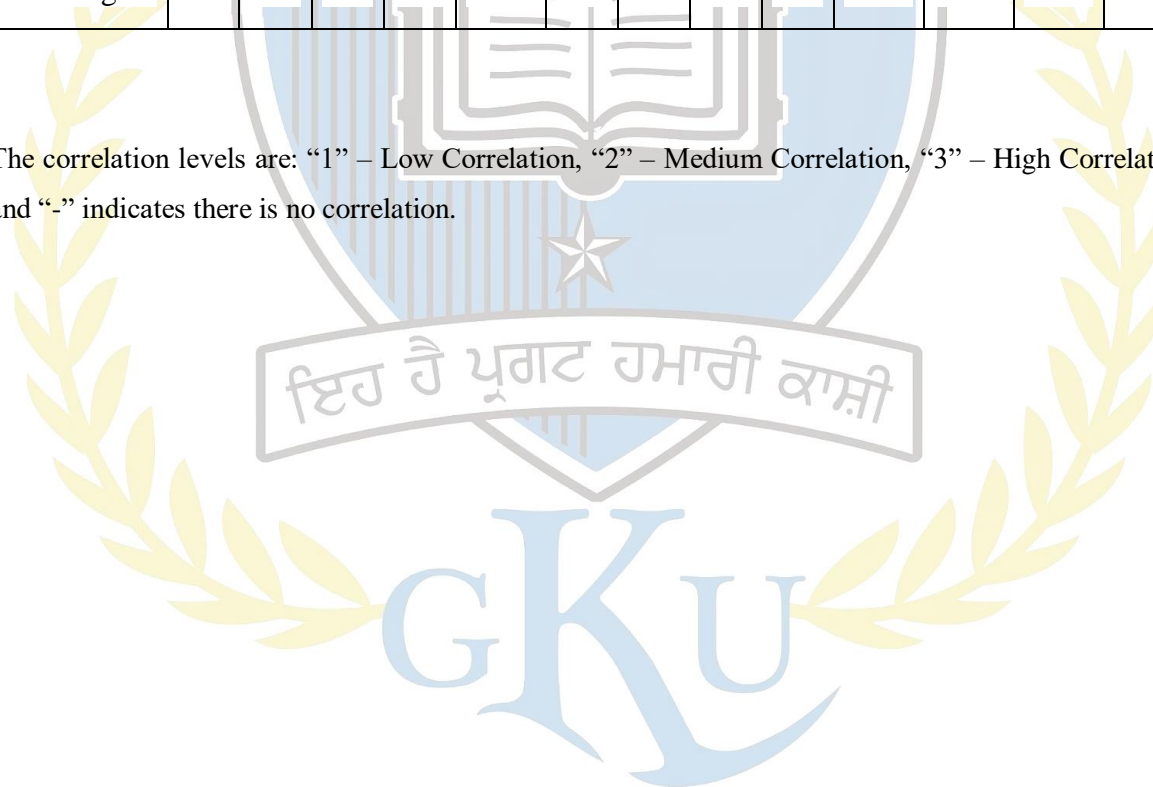 The correlation levels are: “1” – Low Correlation, “2” – Medium Correlation, “3” – High Correlat
and “-” indicates there is no correlation.
ਇਹ ਹੈ ਪ੍ਰਗਟ ਹਮਾਰੀ ਕਾਸ਼ੀ
GKU